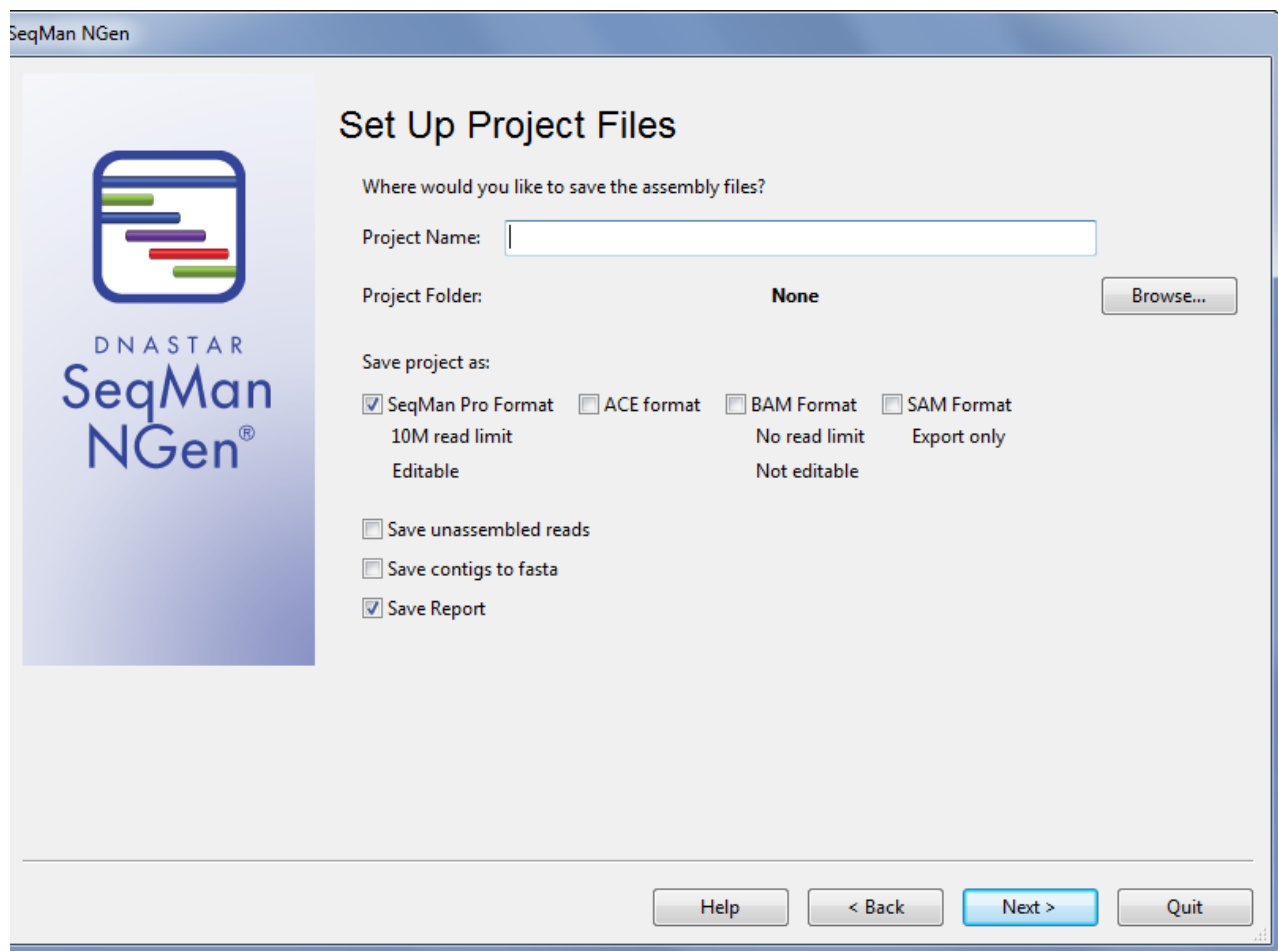 SeqMan NGen
DNASTAR
SeqMan
NGen®
Set Up Project Files
Where would you like to save the assembly files?
Project Name:
Project Folder: None Browse...
Save project as:
SeqMan Pro Format ACE format BAM Format SAM Format
10M read limit No read limit Export only
Editable Not editable
Save unassembled reads
Save contigs to fasta
Save Report
Help < Back Next > Quit